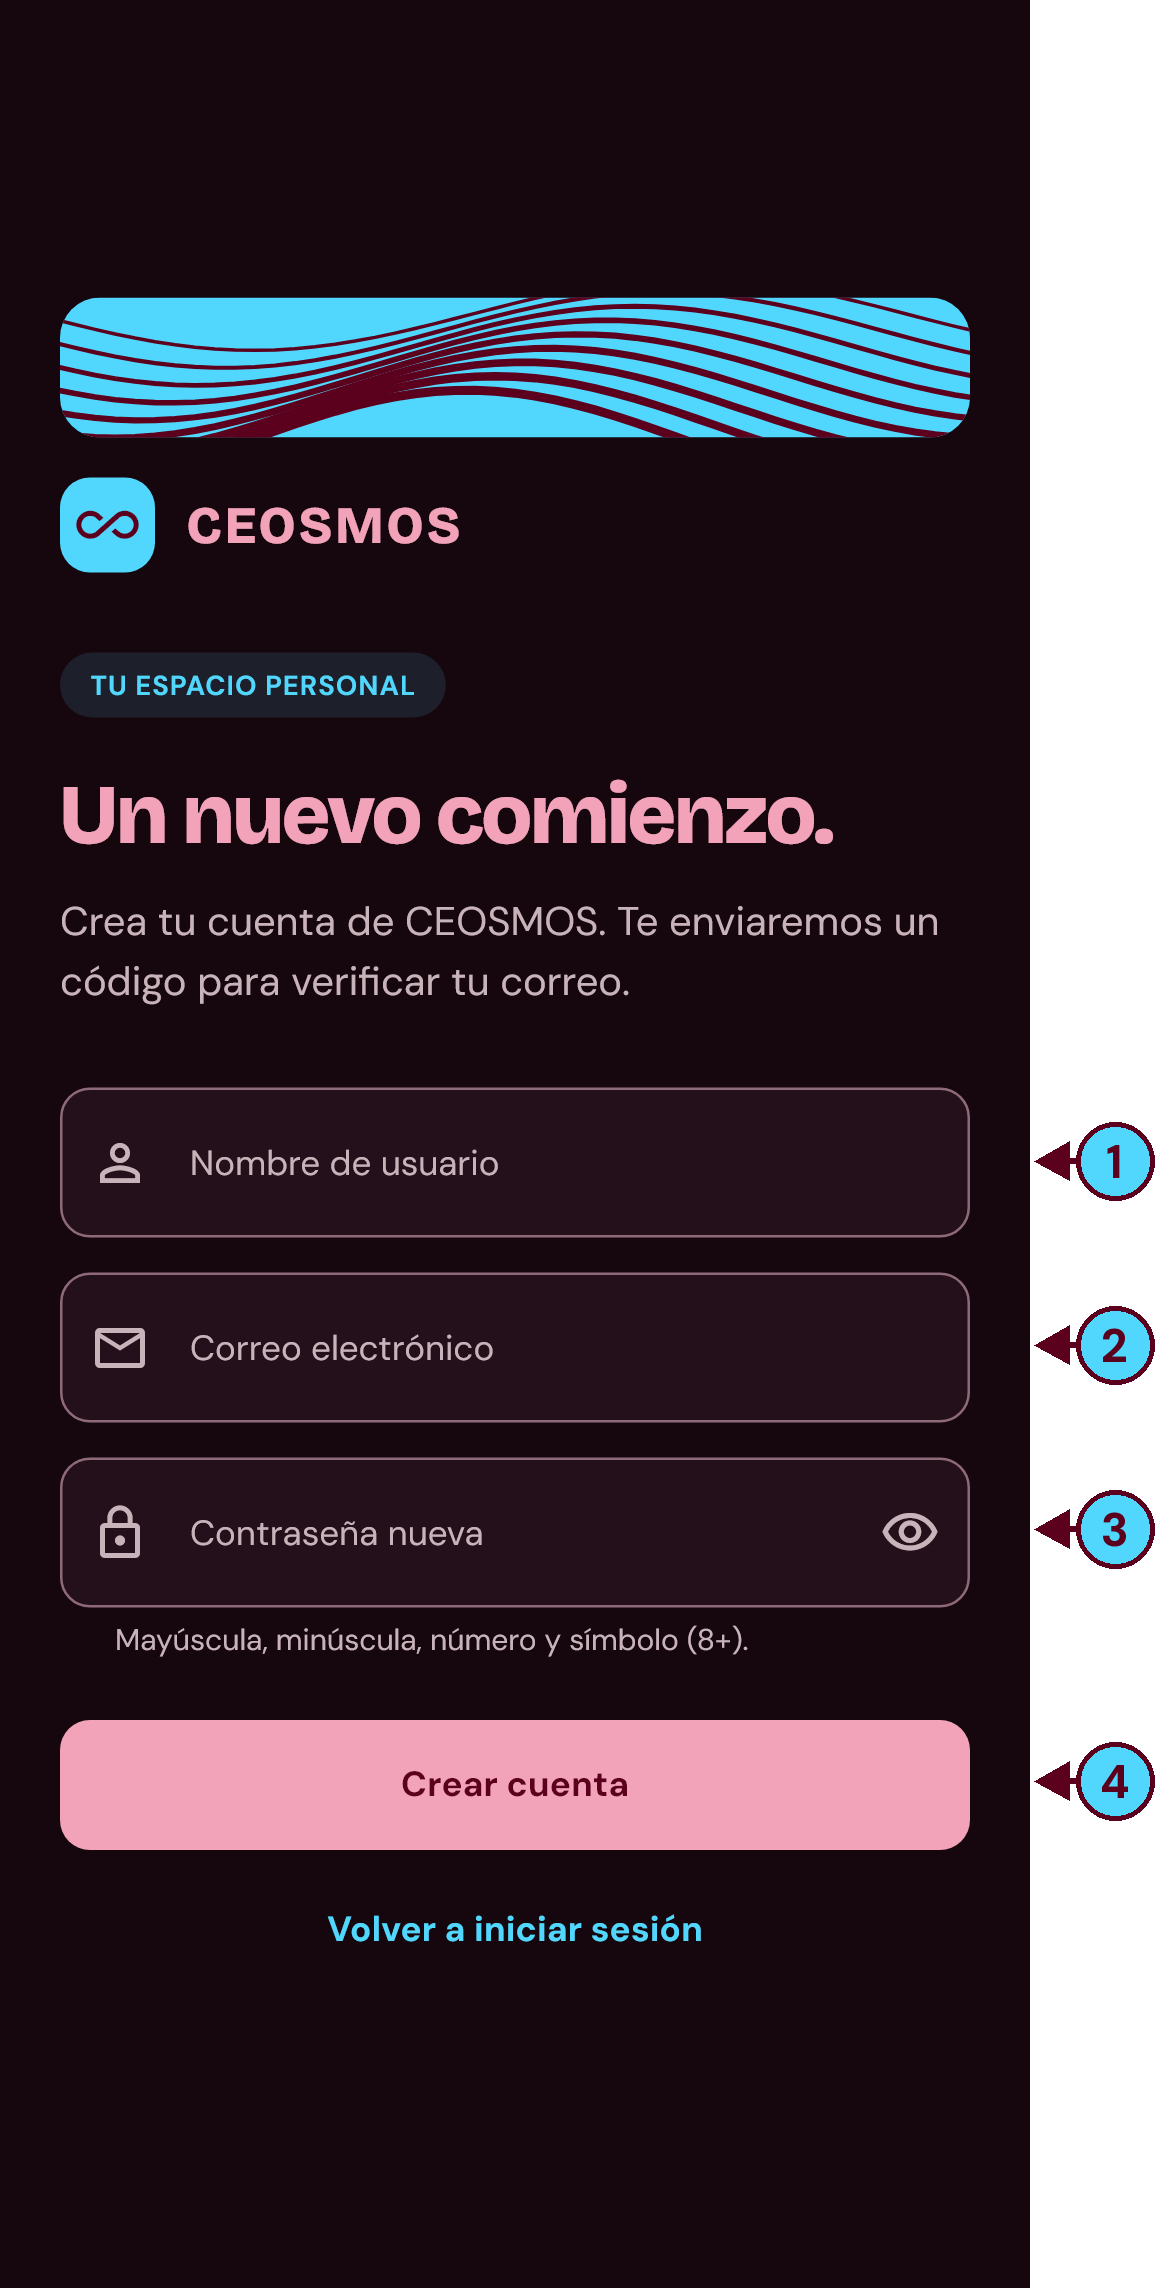 CEOSMOS
TU ESPACIO PERSONAL
Un nuevo comienzo.
Crea tu cuenta de CEOSMOS. Te enviaremos un
código para verificar tu correo.
Nombre de usuario
1
Correo electrónico
2
Contraseña nueva
3
Mayúscula, minúscula, número y símbolo (8+).
Crear cuenta
4
Volver a iniciar sesión